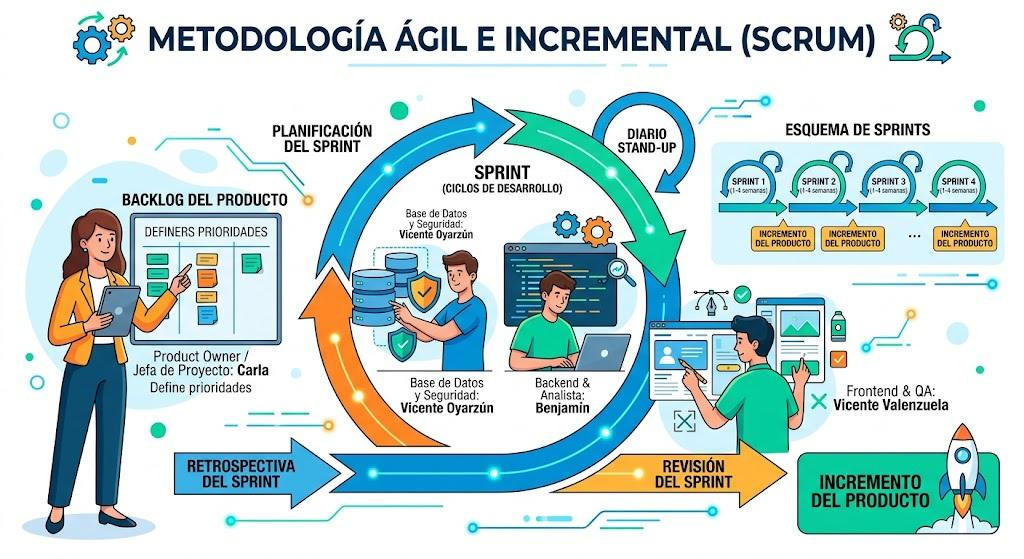 METODOLOGÍA ÁGIL E INCREMENTAL (SCRUM)
PLANIFICACIÓN
DEL SPRINT
DIARIO
STAND-UP
ESQUEMA DE SPRINTS
SPRINT 1
(1-4 semanas)
SPRINT 2
(1-4 semanas)
SPRINT 3
(1-4 semanas)
SPRINT 4
(1-4 semanas)
INCREMENTO
DEL PRODUCTO
INCREMENTO
DEL PRODUCTO
...
INCREMENTO
DEL PRODUCTO
BACKLOG DEL PRODUCTO
DEFINERS PRIORIDADES
Product Owner /
Jefa de Proyecto: Carla
Define prioridades
SPRINT
(CICLOS DE DESARROLLO)
Base de Datos
y Seguridad:
Vicente Oyarzún
Base de Datos
y Seguridad:
Vicente Oyarzún
Backend &
Analista:
Benjamín
Frontend & QA:
Vicente Valenzuela
RETROSPECTIVA
DEL SPRINT
REVISIÓN
DEL SPRINT
INCREMENTO
DEL PRODUCTO